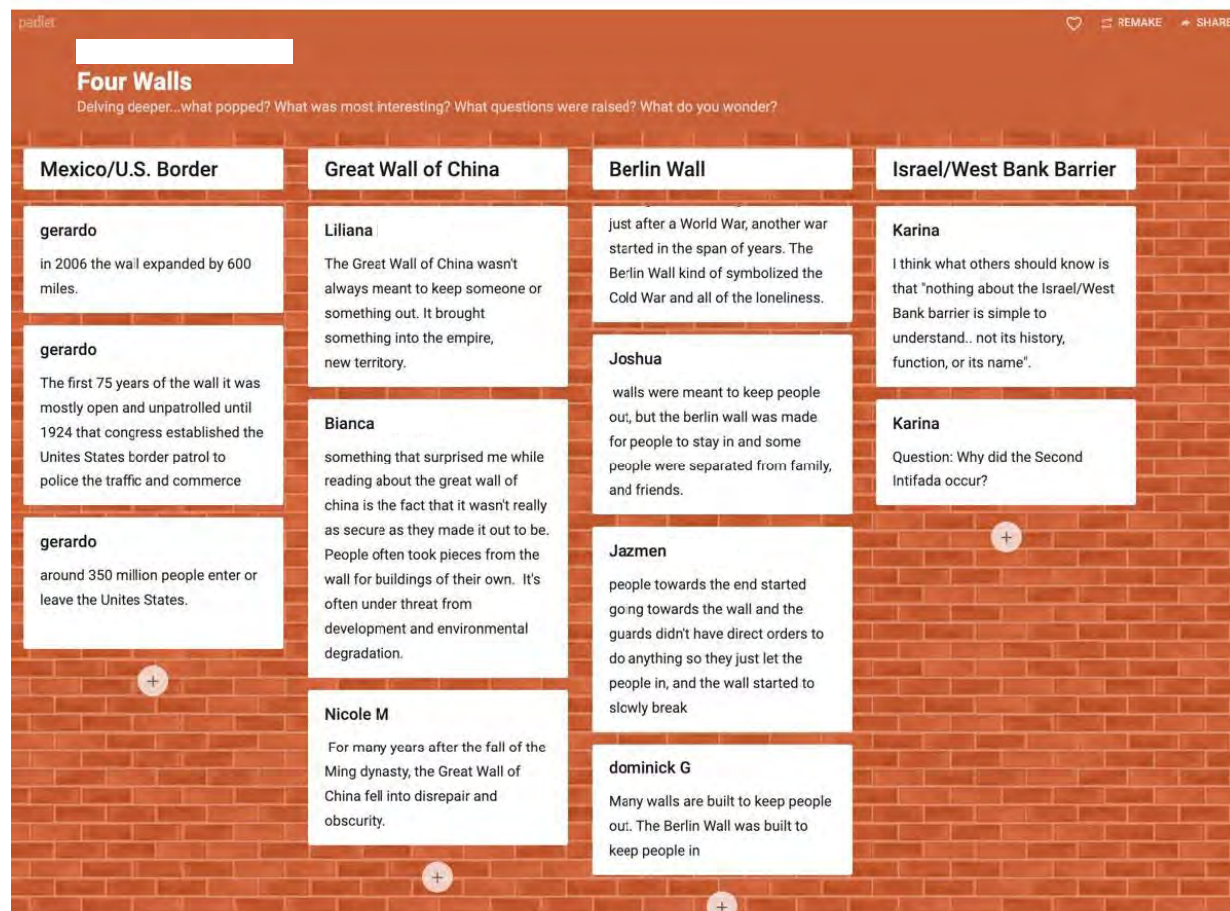 padlet
REMAKE
SHARE
Four Walls
Delving deeper...what popped? What was most interesting? What questions were raised? What do you wonder?
Mexico/U.S. Border
gerardo
in 2006 the wall expanded by 600
miles.
gerardo
The first 75 years of the wall it was
mostly open and unpatrolled until
1924 that congress established the
Unites States border patrol to
police the traffic and commerce
gerardo
around 350 million people enter or
leave the Unites States.
Great Wall of China
Liliana
The Great Wall of China wasn't
always meant to keep someone or
something out. It brought
something into the empire,
new territory.
Bianca
something that surprised me while
reading about the great wall of
china is the fact that it wasn't really
as secure as they made it out to be.
People often took pieces from the
wall for buildings of their own. It's
often under threat from
development and environmental
degradation.
Nicole M
For many years after the fall of the
Ming dynasty, the Great Wall of
China fell into disrepair and
obscurity.
Berlin Wall
just after a World War, another war
started in the span of years. The
Berlin Wall kind of symbolized the
Cold War and all of the loneliness.
Joshua
walls were meant to keep people
out, but the berlin wall was made
for people to stay in and some
people were separated from family,
and friends.
Jazmen
people towards the end started
going towards the wall and the
guards didn't have direct orders to
do anything so they just let the
people in, and the wall started to
slowly break
dominick G
Many walls are built to keep people
out. The Berlin Wall was built to
keep people in
Israel/West Bank Barrier
Karina
I think what others should know is
that "nothing about the Israel/West
Bank barrier is simple to
understand.. not its history,
function, or its name".
Karina
Question: Why did the Second
Intifada occur?